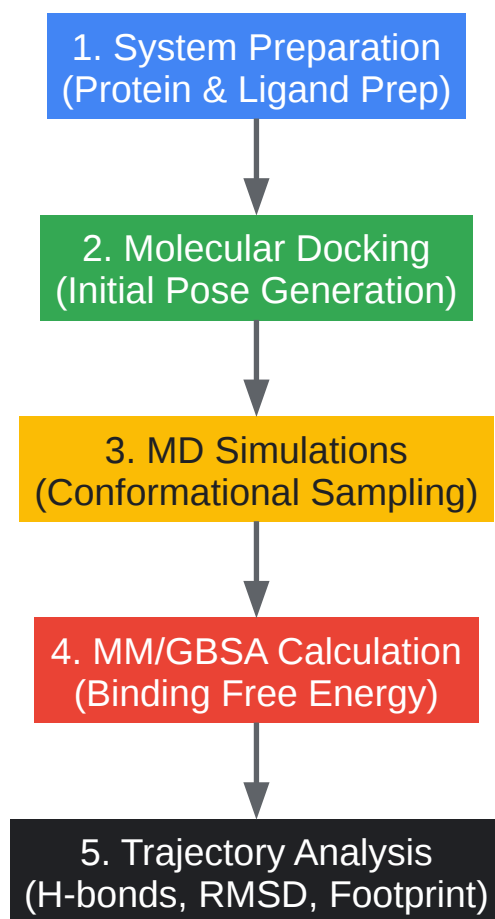 1. System Preparation
(Protein & Ligand Prep)
2. Molecular Docking
(Initial Pose Generation)
3. MD Simulations
(Conformational Sampling)
4. MM/GBSA Calculation
(Binding Free Energy)
5. Trajectory Analysis
(H-bonds, RMSD, Footprint)